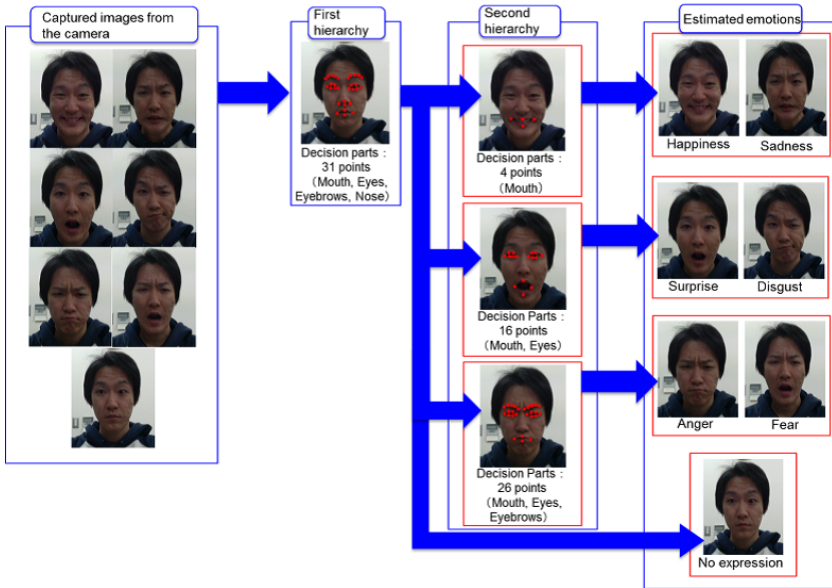 Captured images from
the camera
First
hierarchy
Decision parts：
31 points
（Mouth, Eyes,
Eyebrows, Nose）
Second
hierarchy
Decision parts：
4 points
（Mouth）
Decision Parts：
16 points
（Mouth, Eyes）
Decision Parts：
26 points
（Mouth, Eyes,
Eyebrows）
Estimated emotions
Happiness
Sadness
Surprise
Disgust
Anger
Fear
No expression